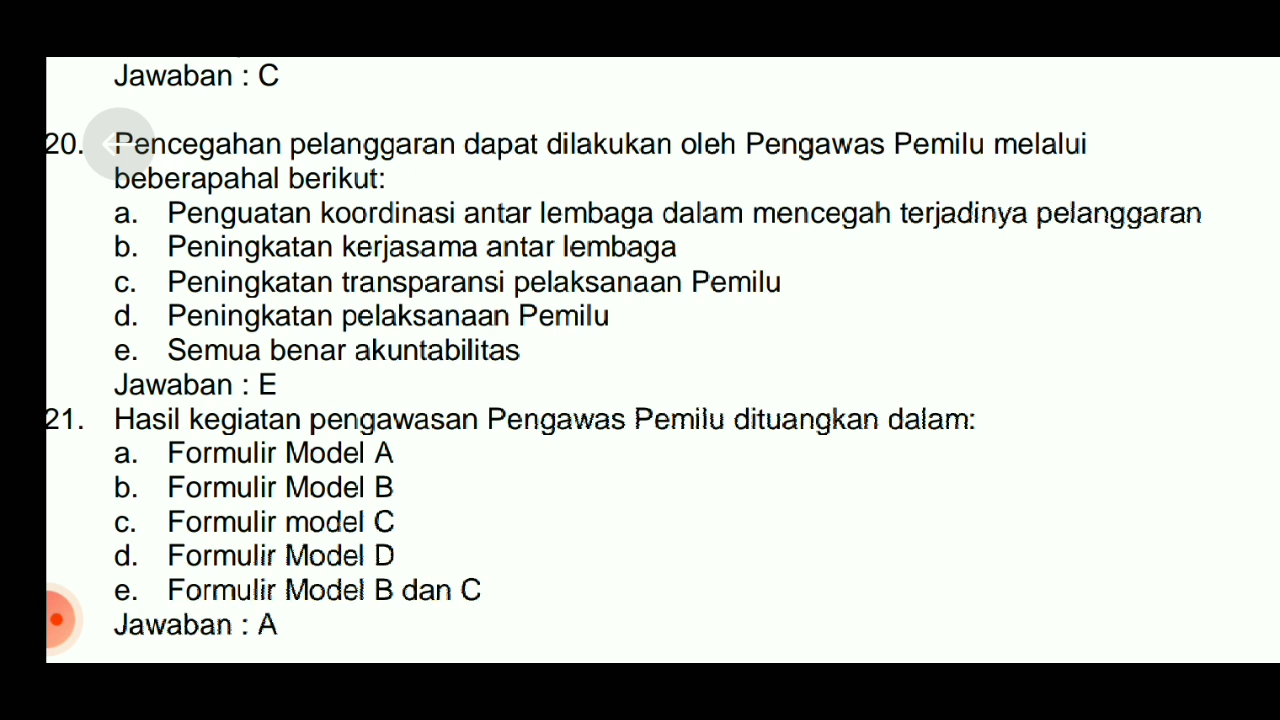 Jawaban : C
20. Pencegahan pelanggaran dapat dilakukan oleh Pengawas Pemilu melalui
beberapahal berikut:
a. Penguatan koordinasi antar lembaga dalam mencegah terjadinya pelanggaran
b. Peningkatan kerjasama antar lembaga
c. Peningkatan transparansi pelaksanaan Pemilu
d. Peningkatan pelaksanaan Pemilu
e. Semua benar akuntabilitas
Jawaban : E
21. Hasil kegiatan pengawasan Pengawas Pemilu dituangkan dalam:
a. Formulir Model A
b. Formulir Model B
c. Formulir model C
d. Formulir Model D
e. Formulir Model B dan C
Jawaban : A